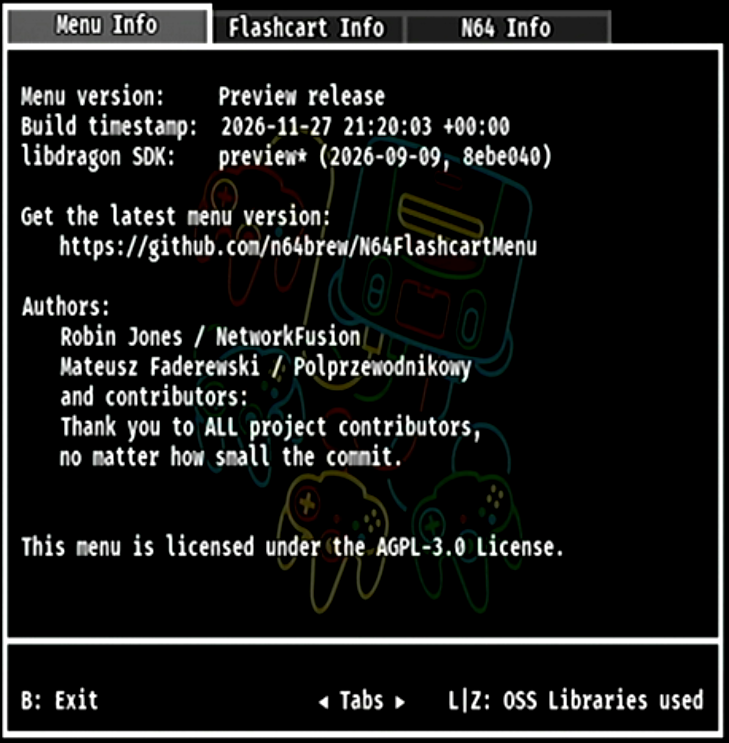 Menu Info Flashcart Info N64 Info
Menu version: Preview release
Build timestamp: 2026-11-27 21:20:03 +00:00
libdragon SDK: preview* (2026-09-09, 8ebe040)
Get the latest menu version:
https://github.com/n64brew/N64FlashcartMenu
Authors:
Robin Jones / NetworkFusion
Mateusz Faderewski / Polprzewodnikowy
and contributors:
Thank you to ALL project contributors,
no matter how small the commit.
This menu is licensed under the AGPL-3.0 License.
B: Exit ◀ Tabs ▶ L|Z: OSS Libraries used